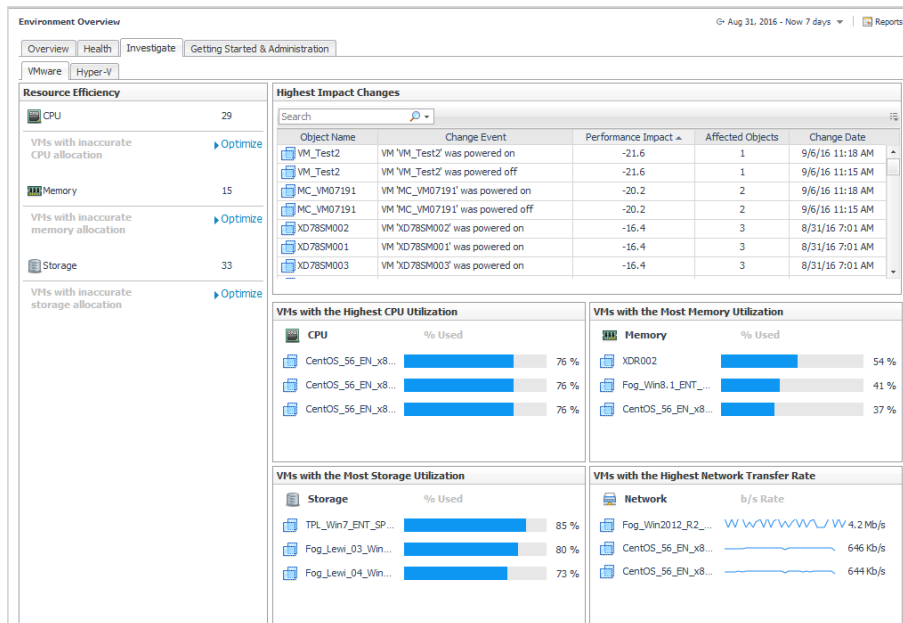 Environment Overview
Aug 31, 2016 - Now 7 days
Reports
Overview Health Investigate Getting Started & Administration
VMware Hyper-V
Resource Efficiency
CPU 29
VMs with inaccurate
CPU allocation
Optimize
Memory 15
VMs with inaccurate
memory allocation
Optimize
Storage 33
VMs with inaccurate
storage allocation
Optimize
Highest Impact Changes
Search
Object Name Change Event Performance Impact Affected Objects Change Date
VM_Test2 VM 'VM_Test2' was powered on -21.6 1 9/6/16 11:18 AM
VM_Test2 VM 'VM_Test2' was powered off -21.6 1 9/6/16 11:15 AM
MC_VM07191 VM 'MC_VM07191' was powered on -20.2 2 9/6/16 11:18 AM
MC_VM07191 VM 'MC_VM07191' was powered off -20.2 2 9/6/16 11:15 AM
XD78SM002 VM 'XD78SM002' was powered on -16.4 3 8/31/16 7:01 AM
XD78SM001 VM 'XD78SM001' was powered on -16.4 3 8/31/16 7:01 AM
XD78SM003 VM 'XD78SM003' was powered on -16.4 3 8/31/16 7:01 AM
VMs with the Highest CPU Utilization
CPU % Used
CentOS_56_EN_x8... 76 %
CentOS_56_EN_x8... 76 %
CentOS_56_EN_x8... 76 %
VMs with the Most Memory Utilization
Memory % Used
XDR002 54 %
Fog_Win8.1_ENT_... 41 %
CentOS_56_EN_x8... 37 %
VMs with the Most Storage Utilization
Storage % Used
TPL_Win7_ENT_SP... 85 %
Fog_Lewi_03_Win... 80 %
Fog_Lewi_04_Win... 73 %
VMs with the Highest Network Transfer Rate
Network b/s Rate
Fog_Win2012_R2_... 4.2 Mb/s
CentOS_56_EN_x8... 646 Kb/s
CentOS_56_EN_x8... 644 Kb/s